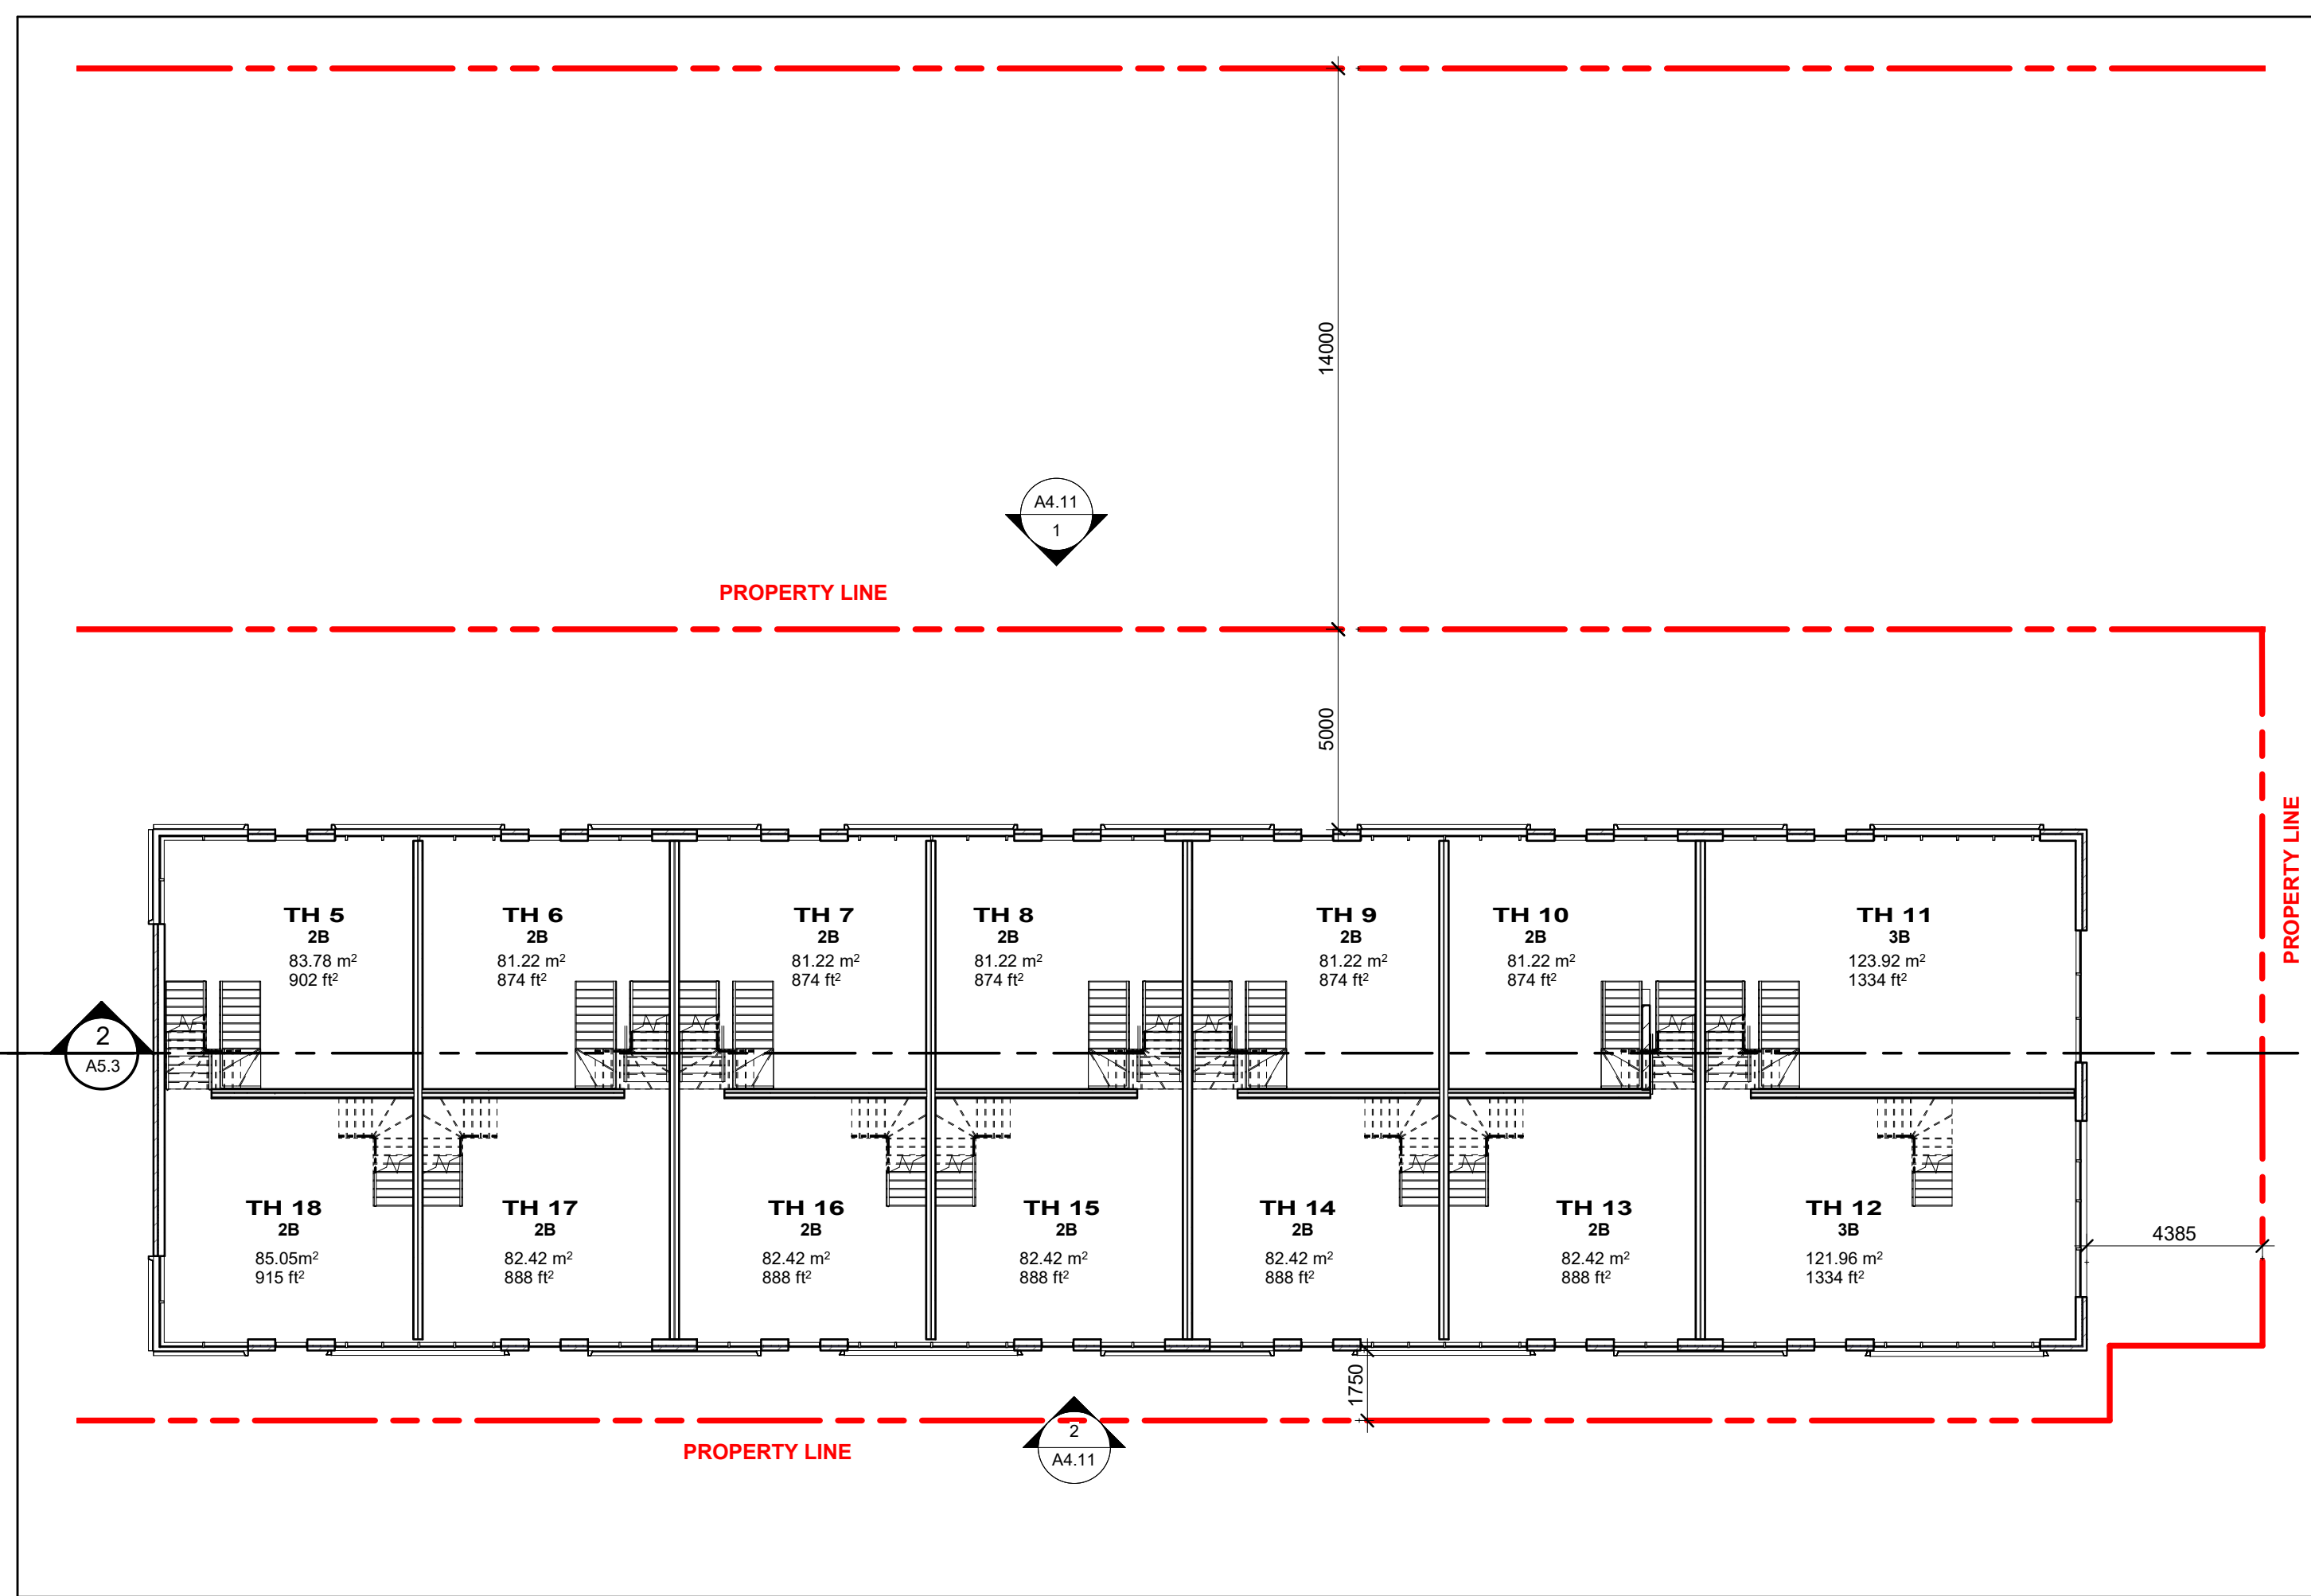 14000
A4.11
1
PROPERTY LINE
5000
PROPERTY LINE
TH 5
2B
83.78 m²
902 ft²
TH 6
2B
81.22 m²
874 ft²
TH 7
2B
81.22 m²
874 ft²
TH 8
2B
81.22 m²
874 ft²
TH 9
2B
81.22 m²
874 ft²
TH 10
2B
81.22 m²
874 ft²
TH 11
3B
123.92 m²
1334 ft²
2
A5.3
TH 18
2B
85.05m²
915 ft²
TH 17
2B
82.42 m²
888 ft²
TH 16
2B
82.42 m²
888 ft²
TH 15
2B
82.42 m²
888 ft²
TH 14
2B
82.42 m²
888 ft²
TH 13
2B
82.42 m²
888 ft²
TH 12
3B
121.96 m²
1334 ft²
4385
1750
PROPERTY LINE
2
A4.11